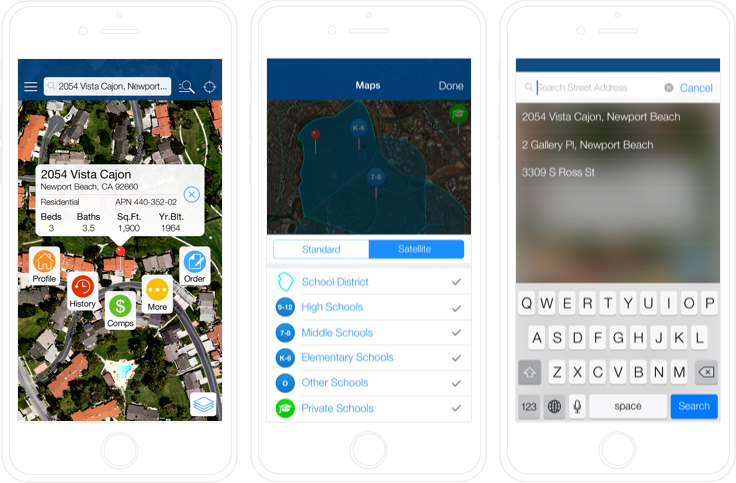 2054 Vista Cajon, Newport...
2054 Vista Cajon
Newport Beach, CA 92660
Residential APN 440-352-02
Beds Baths Sq.Ft. Yr.Blt.
3 3.5 1,900 1964
Profile
History
Comps
More
Order
Maps Done
K-6
7-8
Standard Satellite
School District
9-12 High Schools
7-8 Middle Schools
K-6 Elementary Schools
O Other Schools
Private Schools
Search Street Address Cancel
2054 Vista Cajon, Newport Beach
2 Gallery Pl, Newport Beach
3309 S Ross St
Q W E R T Y U I O P
A S D F G H J K L
Z X C V B N M
123 space Search